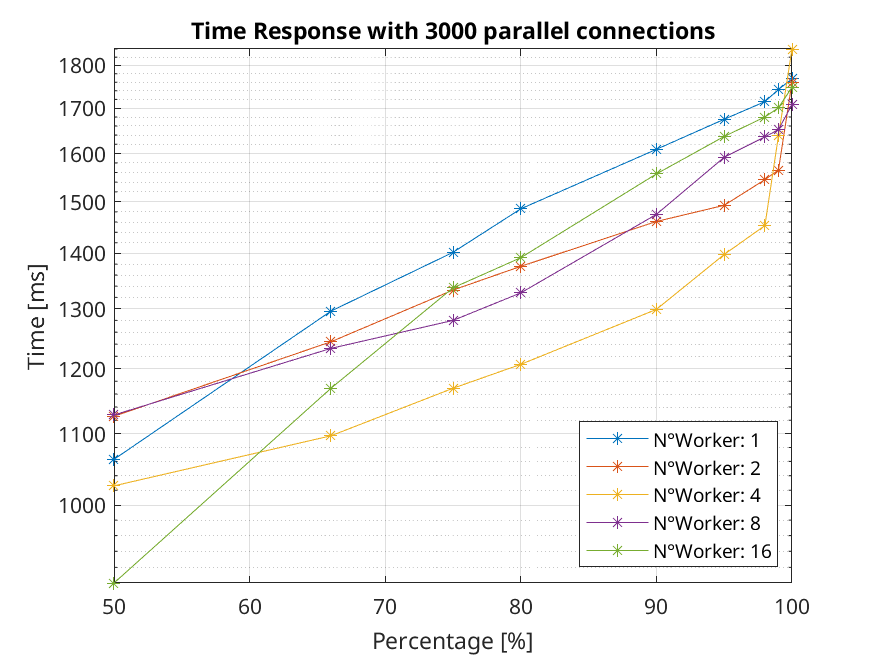 Time Response with 3000 parallel connections
1800
1700
1600
1500
1400
1300
1200
1100
1000
Time [ms]
50
60
70
80
90
100
Percentage [%]
N°Worker: 1
N°Worker: 2
N°Worker: 4
N°Worker: 8
N°Worker: 16